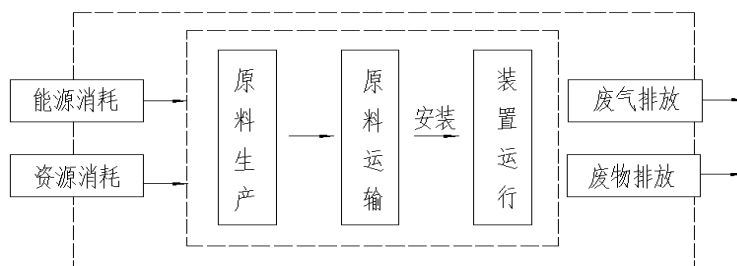 能源消耗
资源消耗
原料生产
原料运输
安装
装置运行
废气排放
废物排放